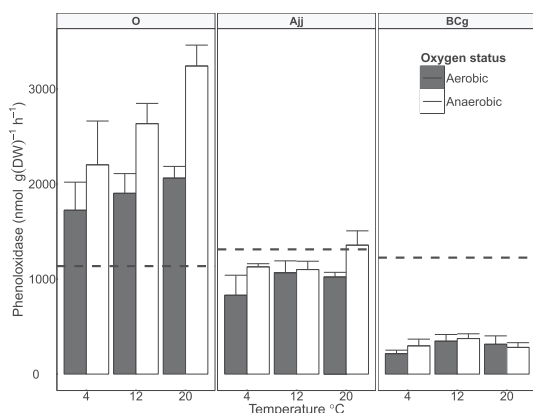 O Ajj BCg
Oxygen status
Aerobic
Anaerobic
Phenoloxidase (nmol g(DW)⁻¹ h⁻¹)
3000
2000
1000
0
4 12 20 4 12 20 4 12 20
Temperature °C